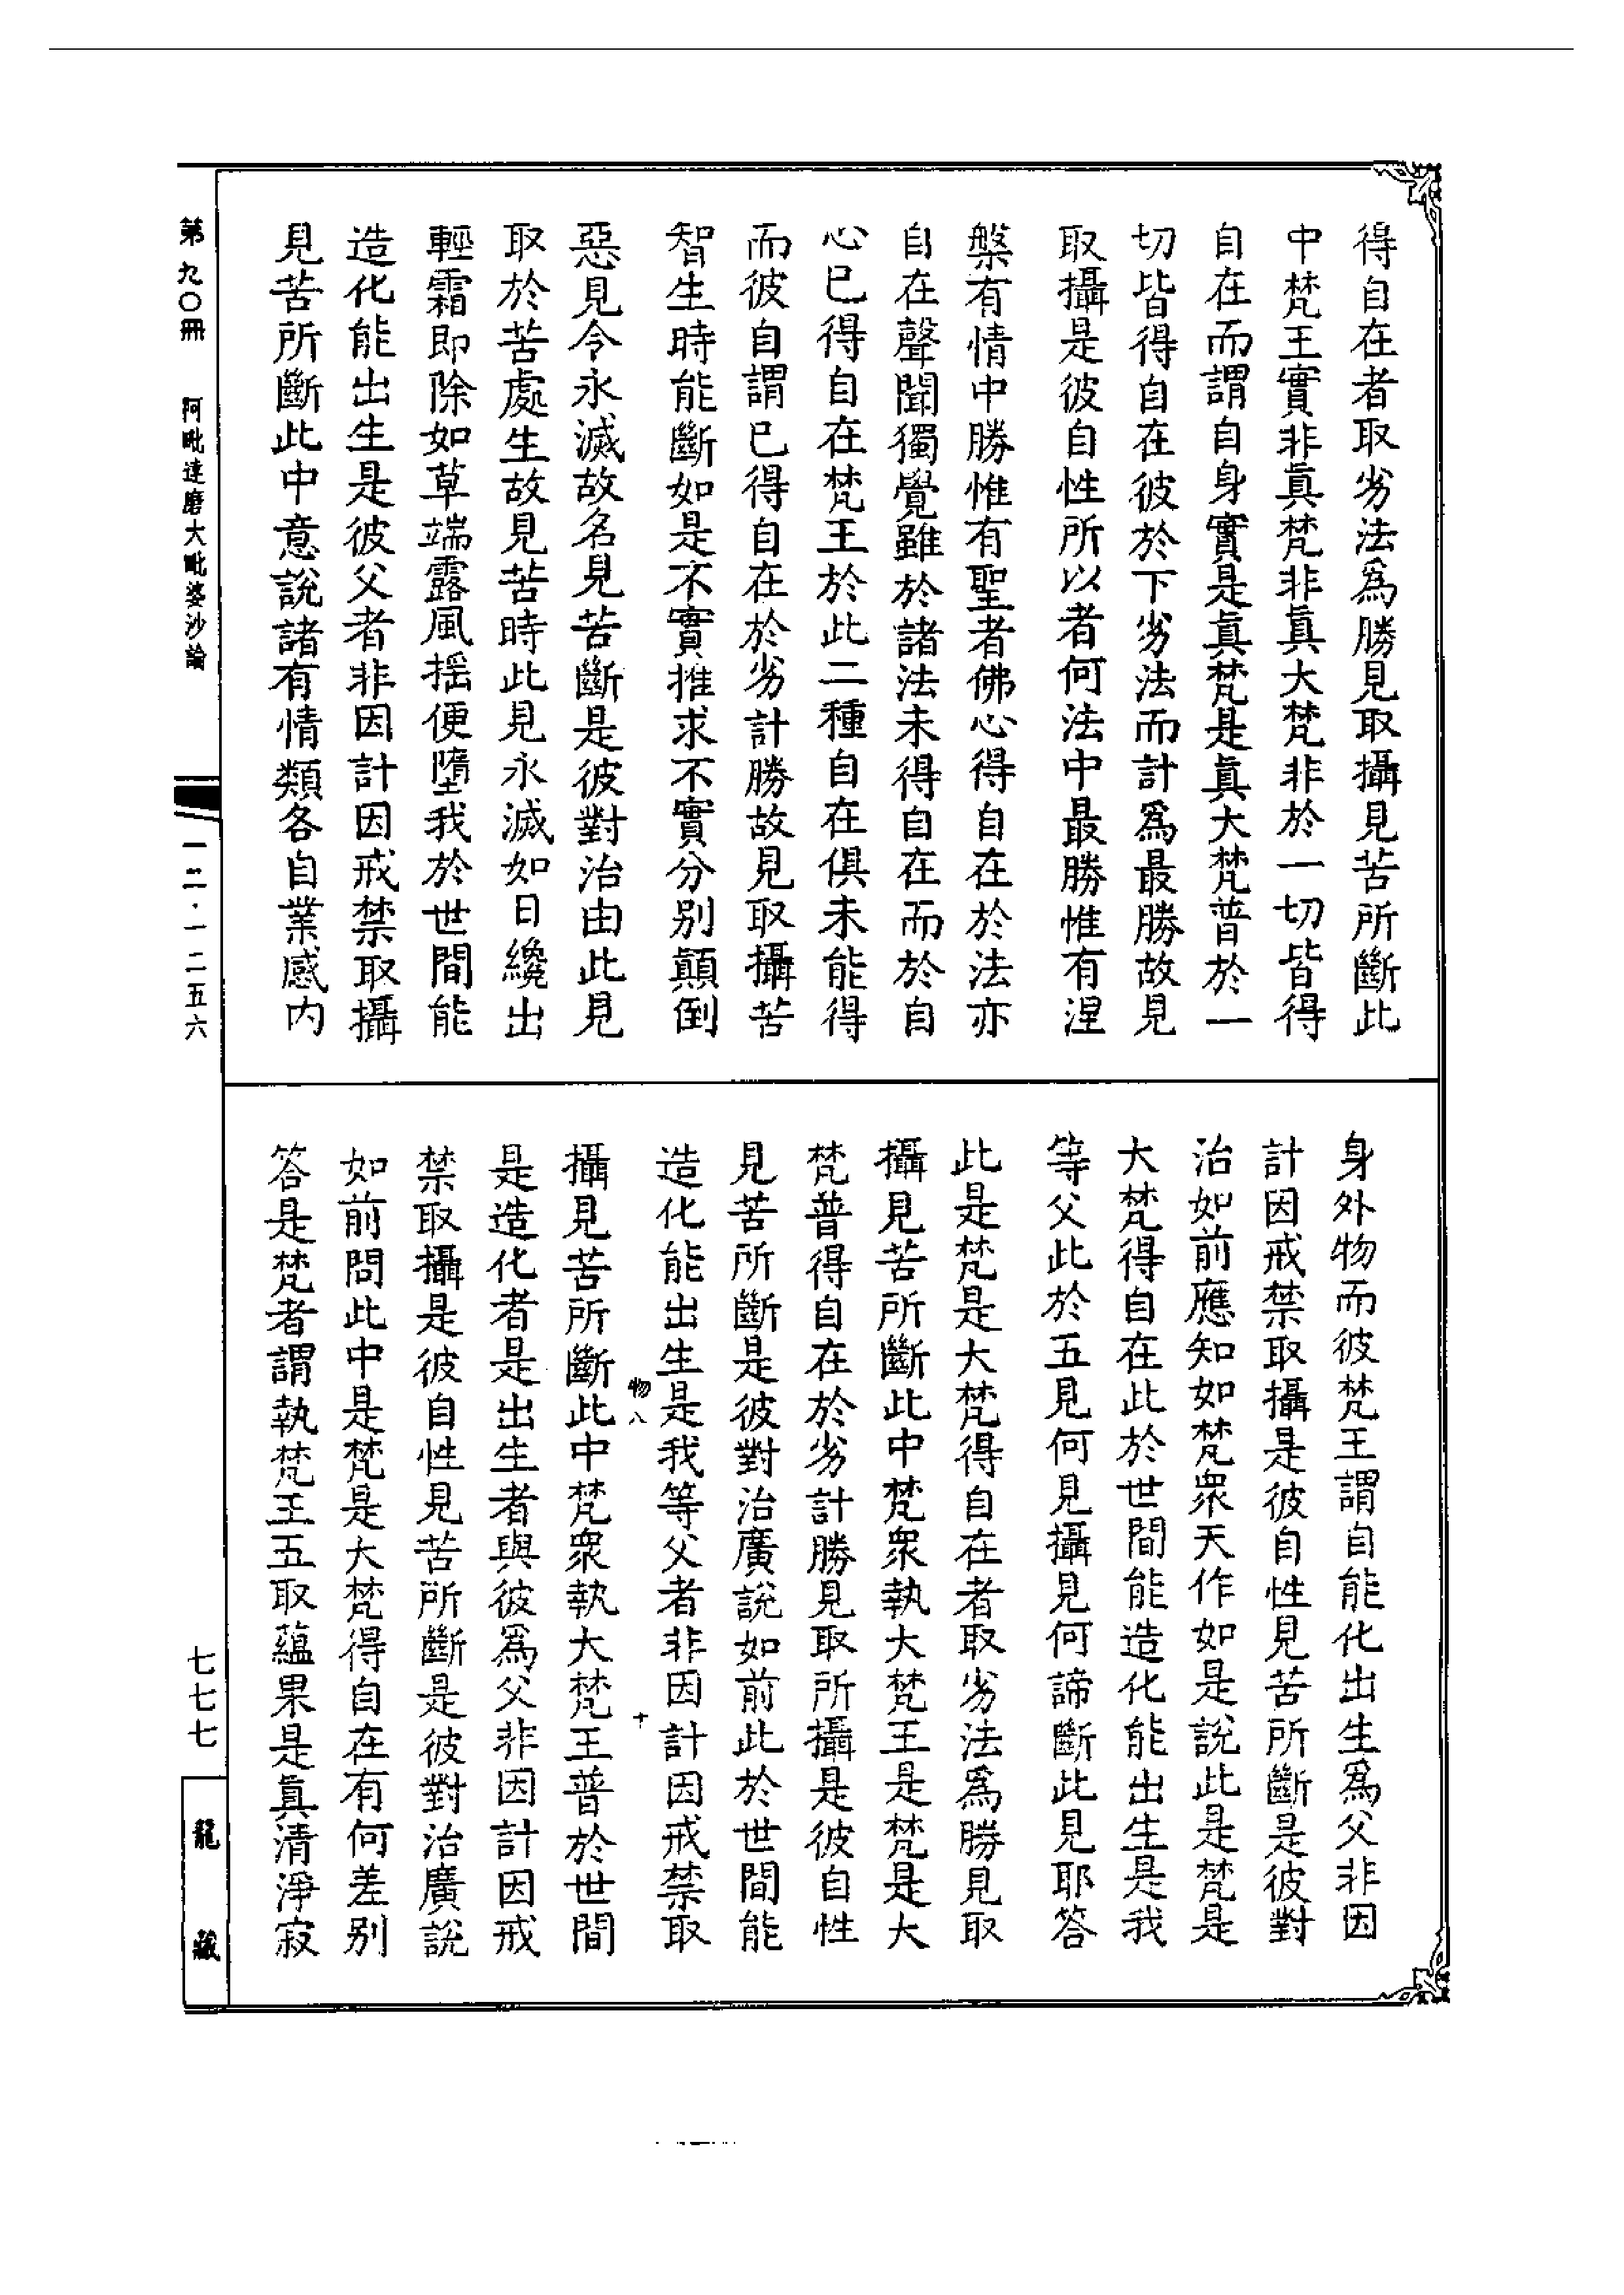 得自在者取劣法爲勝見取攝見苦所斷此
中梵王實非眞梵非眞大梵非於一切皆得
自在而謂自身實是眞梵是眞大梵普於一
切皆得自在彼於下劣法而計爲最勝故見
取攝是彼自性所以者何法中最勝惟有涅
槃有情中勝惟有聖者佛心得自在於法亦
自在聲聞獨覺雖於諸法未得自在而於自
心已得自在梵王於此二種自在俱未能得
而彼自謂已得自在於劣計勝故見取攝苦
智生時能斷如是不實推求不實分別顛倒
惡見令永滅故名見苦斷是彼對治由此見
取於苦處生故見苦時此見永滅如日纔出
輕霜即除如草端露風摇便墮我於世間能
造化能出生是彼父者非因計因戒禁取攝
見苦所斷此中意說諸有情類各自業感内
身外物而彼梵王謂自能化出生爲父非因
計因戒禁取攝是彼自性見苦所斷是彼對
治如前應知如梵衆天作如是說此是梵是
大梵得自在此於世間能造化能出生是我
等父此於五見何見攝見何諦斷此見耶答
此是梵是大梵得自在者取劣法爲勝見取
攝見苦所斷此中梵衆執大梵王是梵是大
梵普得自在於劣計勝見取所攝是彼自性
見苦所斷是彼對治廣說如前此於世間能
造化能出生是我等父者非因計因戒禁取
物八 十
攝見苦所斷此中梵衆執大梵王普於世間
是造化者是出生者與彼爲父非因計因戒
禁取攝是彼自性見苦所斷是彼對治廣說
如前問此中是梵是大梵得自在有何差别
答是梵者謂執梵王五取蘊果是眞清淨寂
第九〇冊 阿毗達磨大毗婆沙論
一二·一二五六
七七七
龍藏